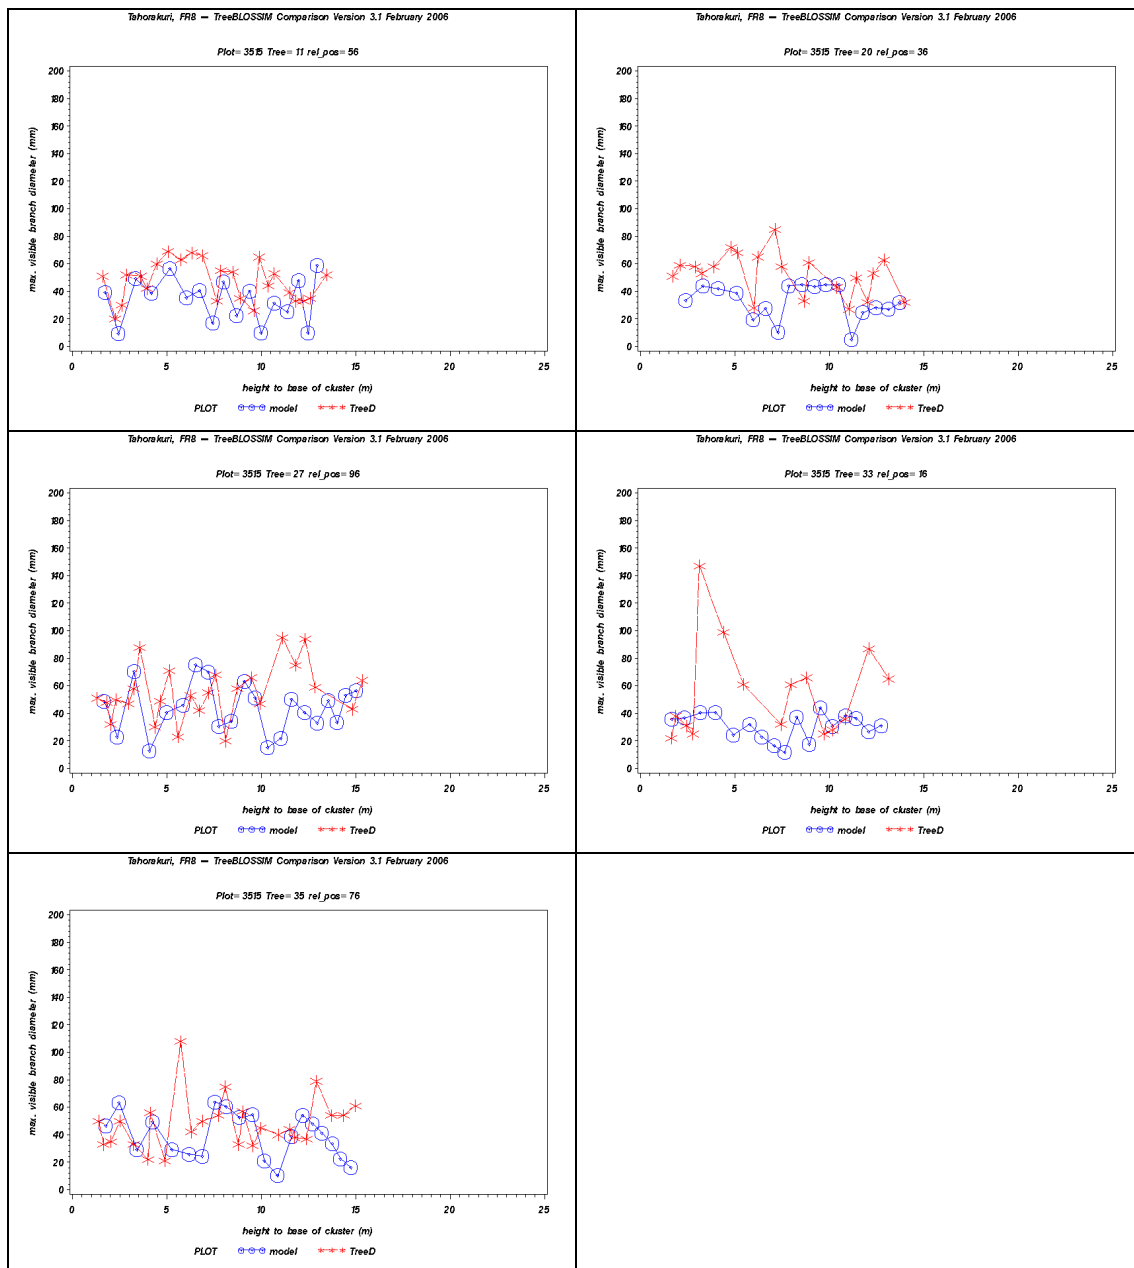 Tahorakuri, FR8 — TreeBLOSSIM Comparison Version 3.1 February 2006
Plot= 3515 Tree= 11 rel_pos= 56
200
180
160
140
120
100
80
60
40
20
0
max. visible branch diameter (mm)
0 5 10 15 20 25
height to base of cluster (m)
PLOT model TreeD
Tahorakuri, FR8 — TreeBLOSSIM Comparison Version 3.1 February 2006
Plot= 3515 Tree= 20 rel_pos= 36
200
180
160
140
120
100
80
60
40
20
0
max. visible branch diameter (mm)
0 5 10 15 20 25
height to base of cluster (m)
PLOT model TreeD
Tahorakuri, FR8 — TreeBLOSSIM Comparison Version 3.1 February 2006
Plot= 3515 Tree= 27 rel_pos= 96
200
180
160
140
120
100
80
60
40
20
0
max. visible branch diameter (mm)
0 5 10 15 20 25
height to base of cluster (m)
PLOT model TreeD
Tahorakuri, FR8 — TreeBLOSSIM Comparison Version 3.1 February 2006
Plot= 3515 Tree= 33 rel_pos= 16
200
180
160
140
120
100
80
60
40
20
0
max. visible branch diameter (mm)
0 5 10 15 20 25
height to base of cluster (m)
PLOT model TreeD
Tahorakuri, FR8 — TreeBLOSSIM Comparison Version 3.1 February 2006
Plot= 3515 Tree= 35 rel_pos= 76
200
180
160
140
120
100
80
60
40
20
0
max. visible branch diameter (mm)
0 5 10 15 20 25
height to base of cluster (m)
PLOT model TreeD